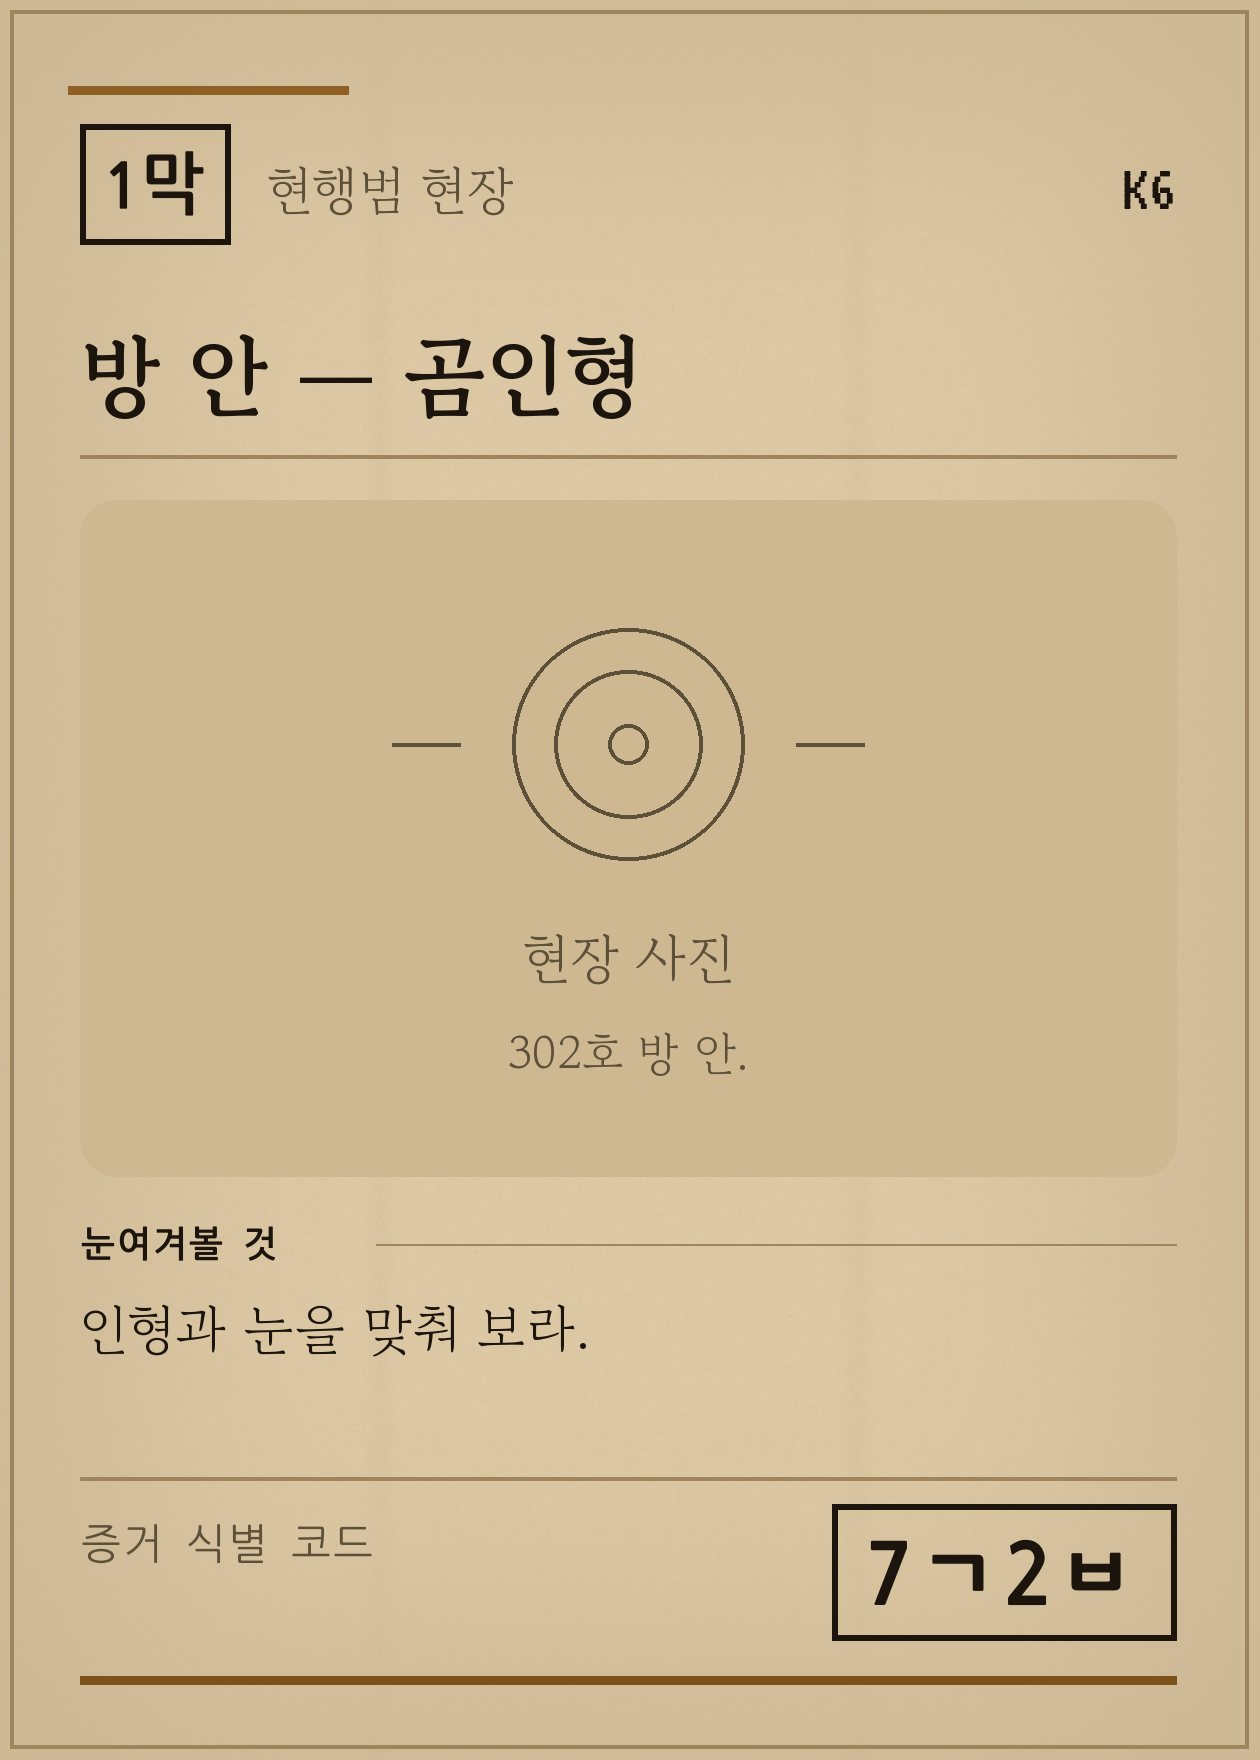 1막 현행범 현장 K6
방 안 — 곰인형
현장 사진
302호 방 안.
눈여겨볼 것
인형과 눈을 맞춰 보라.
증거 식별 코드
7ㄱ2ㅂ